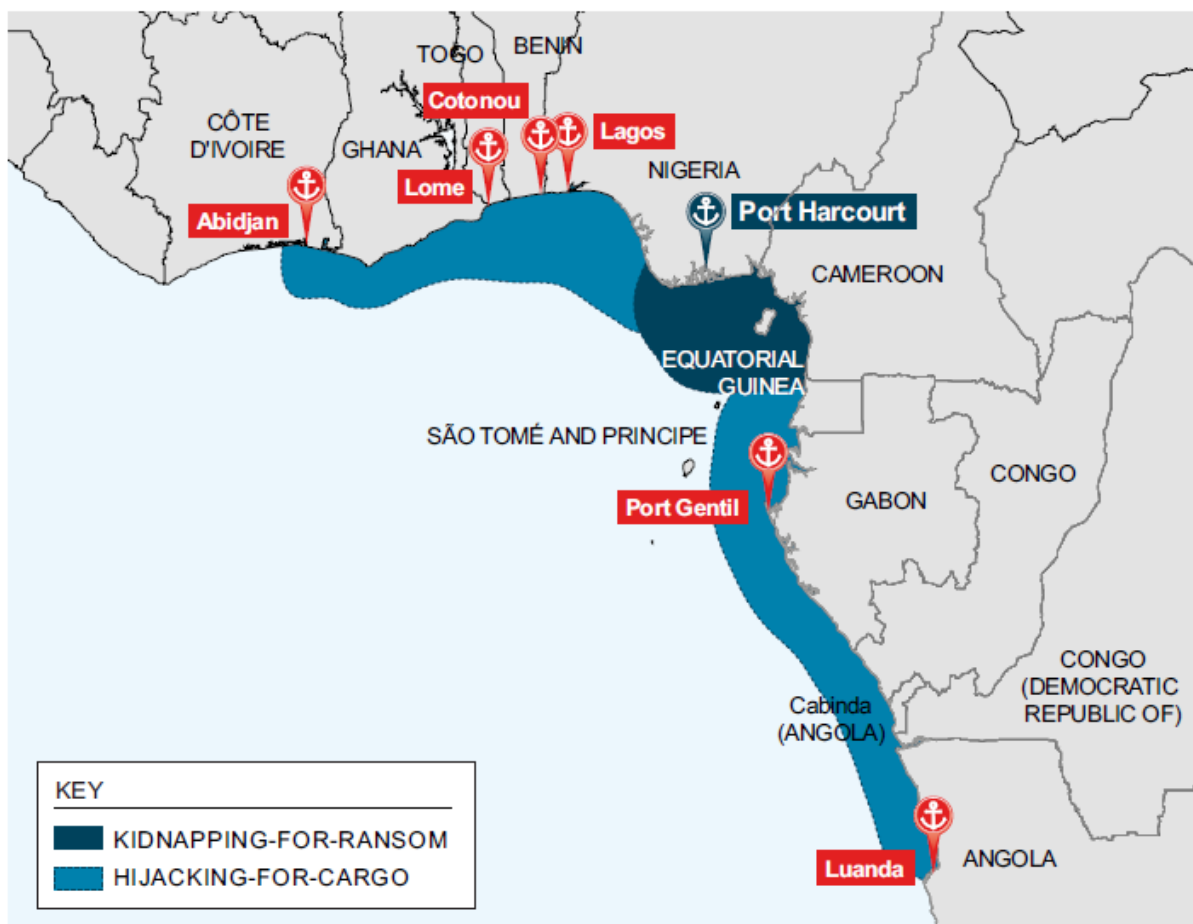 BENIN
TOGO
Cotonou
CÔTE
D'IVOIRE
GHANA
Lagos
NIGERIA
Lome
Abidjan
Port Harcourt
CAMEROON
EQUATORIAL
GUINEA
SÃO TOMÉ AND PRINCIPE
CONGO
GABON
Port Gentil
CONGO
(DEMOCRATIC
REPUBLIC OF)
Cabinda
(ANGOLA)
KEY
KIDNAPPING-FOR-RANSOM
HIJACKING-FOR-CARGO
Luanda
ANGOLA